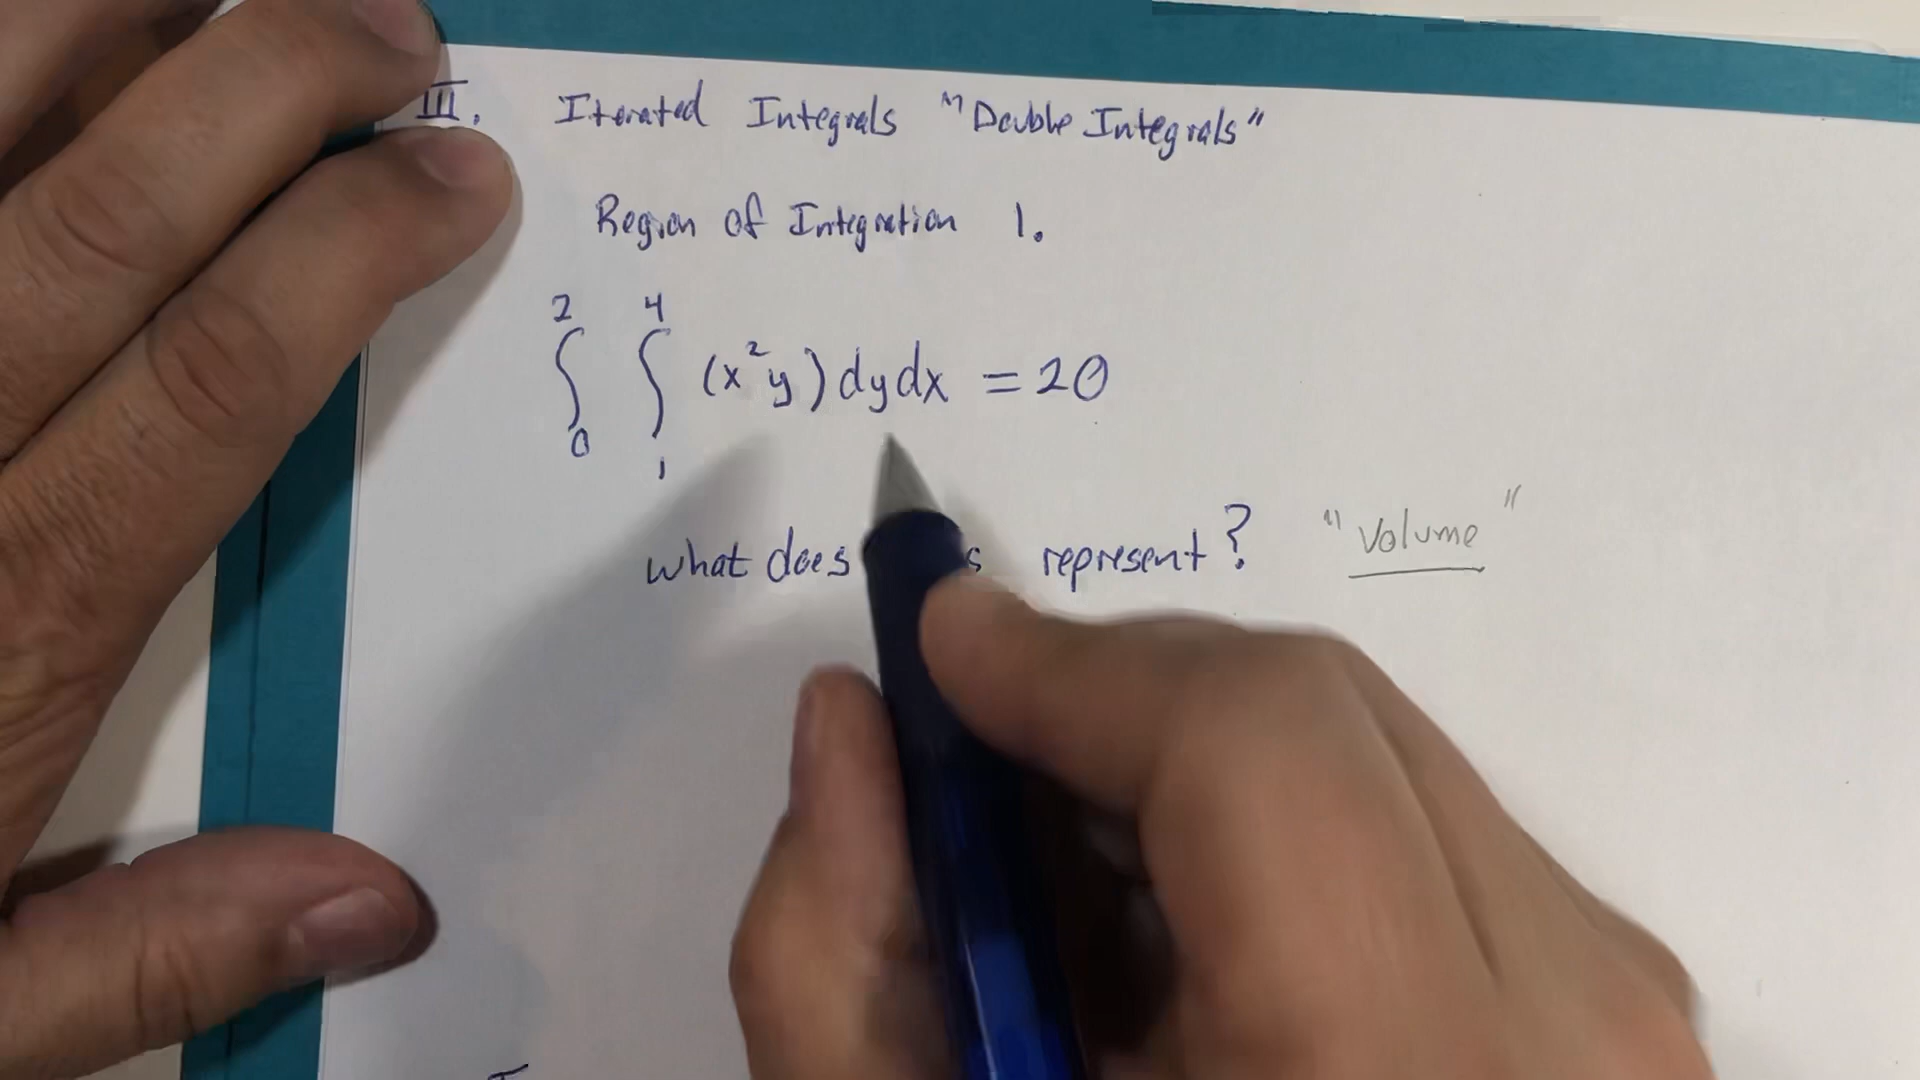 III. Iterated Integrals "Double Integrals"
Region of Integration 1.
∫₀² ∫₁⁴ (x²y) dy dx = 20
what does represent? "Volume"